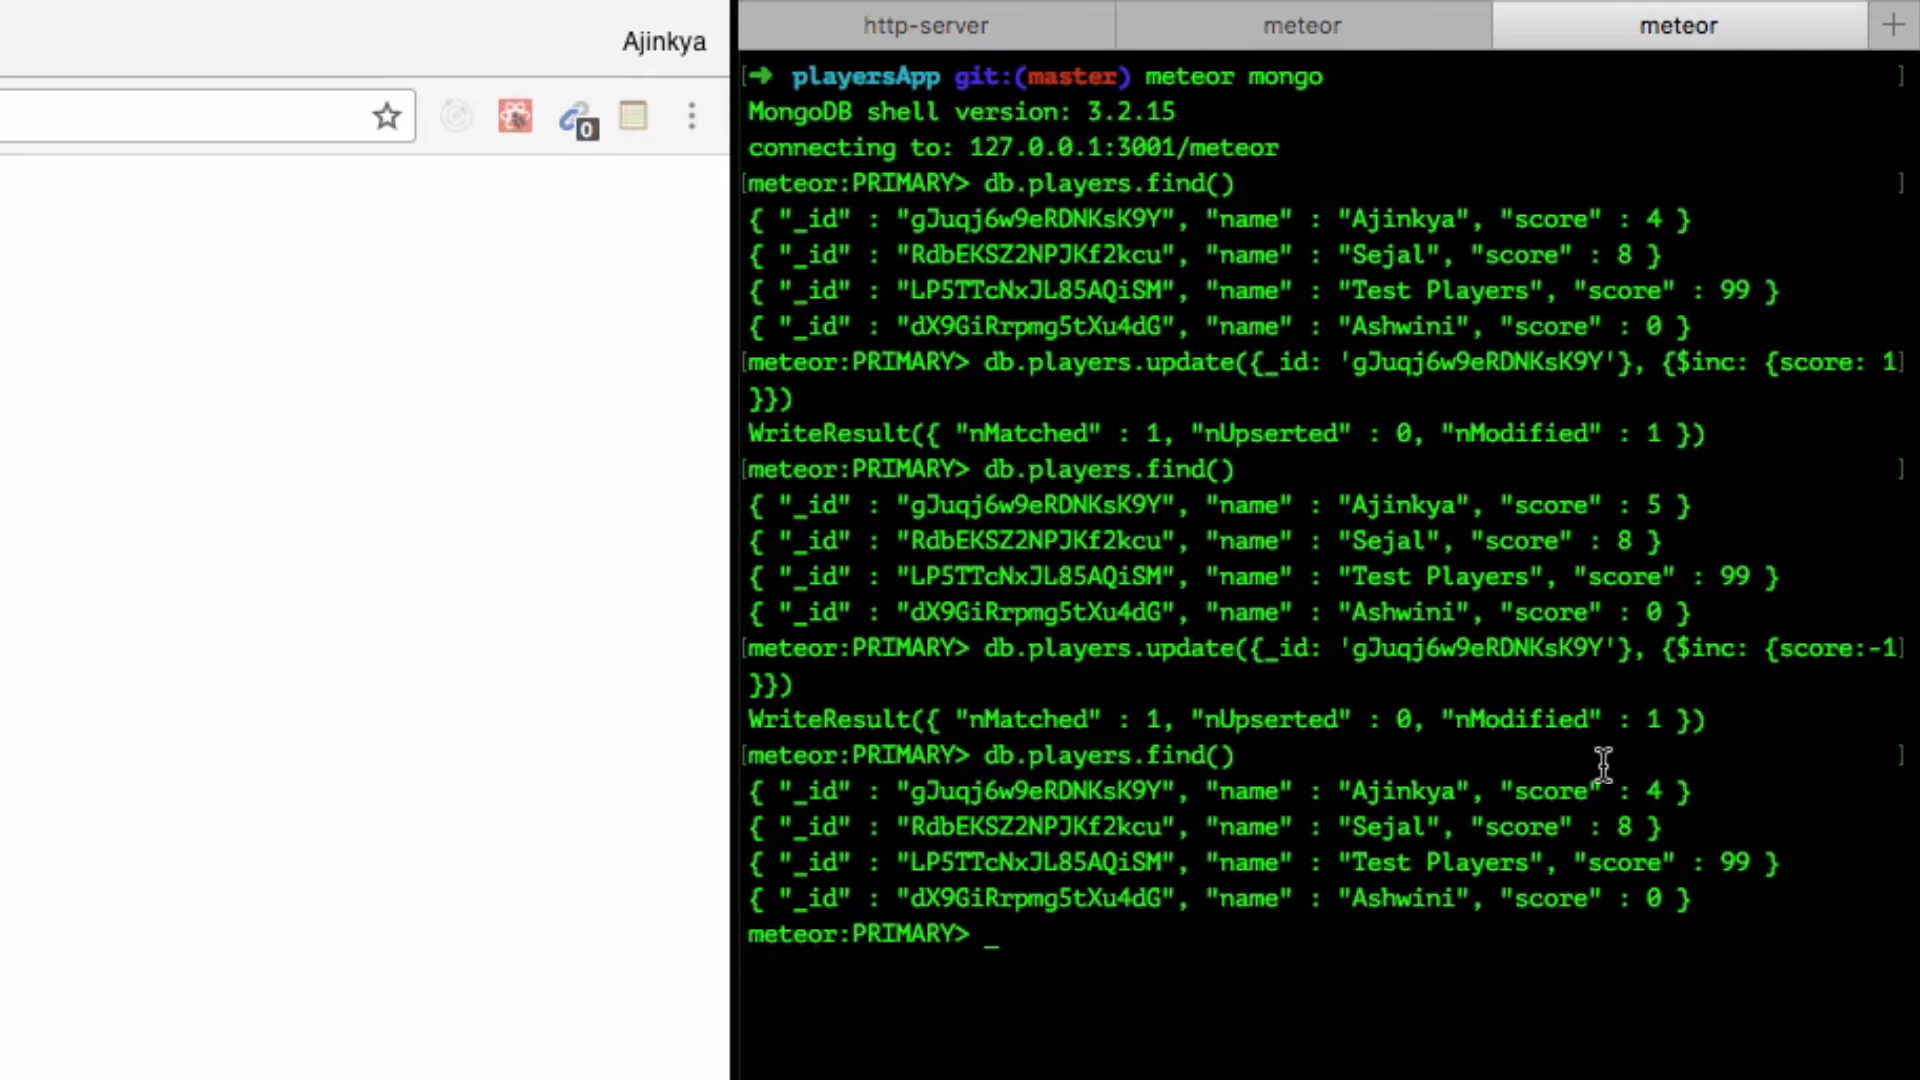 Ajinkya
0
http-server meteor meteor
➜ playersApp git:(master) meteor mongo
MongoDB shell version: 3.2.15
connecting to: 127.0.0.1:3001/meteor
meteor:PRIMARY> db.players.find()
{ "_id" : "gJuqj6w9eRDNKsK9Y", "name" : "Ajinkya", "score" : 4 }
{ "_id" : "RdbEKSZ2NPJKf2kcu", "name" : "Sejal", "score" : 8 }
{ "_id" : "LP5TTcNxJL85AQiSM", "name" : "Test Players", "score" : 99 }
{ "_id" : "dX9GiRrpmg5tXu4dG", "name" : "Ashwini", "score" : 0 }
meteor:PRIMARY> db.players.update({_id: 'gJuqj6w9eRDNKsK9Y'}, {$inc: {score: 1
}})
WriteResult({ "nMatched" : 1, "nUpserted" : 0, "nModified" : 1 })
meteor:PRIMARY> db.players.find()
{ "_id" : "gJuqj6w9eRDNKsK9Y", "name" : "Ajinkya", "score" : 5 }
{ "_id" : "RdbEKSZ2NPJKf2kcu", "name" : "Sejal", "score" : 8 }
{ "_id" : "LP5TTcNxJL85AQiSM", "name" : "Test Players", "score" : 99 }
{ "_id" : "dX9GiRrpmg5tXu4dG", "name" : "Ashwini", "score" : 0 }
meteor:PRIMARY> db.players.update({_id: 'gJuqj6w9eRDNKsK9Y'}, {$inc: {score:-1
}})
WriteResult({ "nMatched" : 1, "nUpserted" : 0, "nModified" : 1 })
meteor:PRIMARY> db.players.find()
{ "_id" : "gJuqj6w9eRDNKsK9Y", "name" : "Ajinkya", "score" : 4 }
{ "_id" : "RdbEKSZ2NPJKf2kcu", "name" : "Sejal", "score" : 8 }
{ "_id" : "LP5TTcNxJL85AQiSM", "name" : "Test Players", "score" : 99 }
{ "_id" : "dX9GiRrpmg5tXu4dG", "name" : "Ashwini", "score" : 0 }
meteor:PRIMARY> _